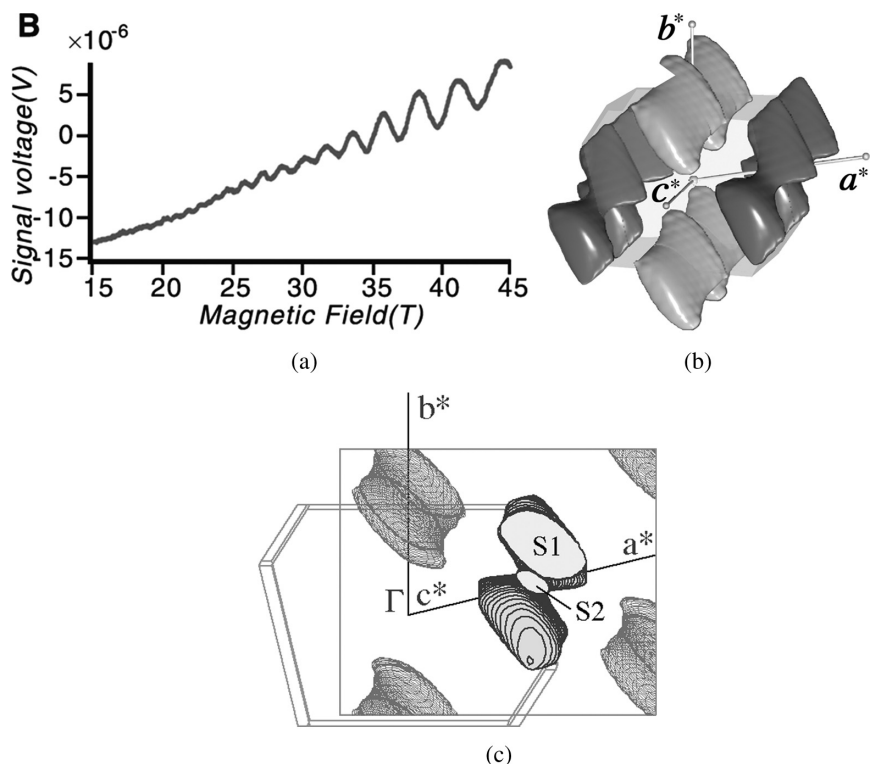 B
×10⁻⁶
Signal voltage(V)
5
0
-5
-10
-15
15 20 25 30 35 40 45
Magnetic Field(T)
(a)
b*
c*
a*
(b)
b*
S1
a*
Γ c*
S2
(c)